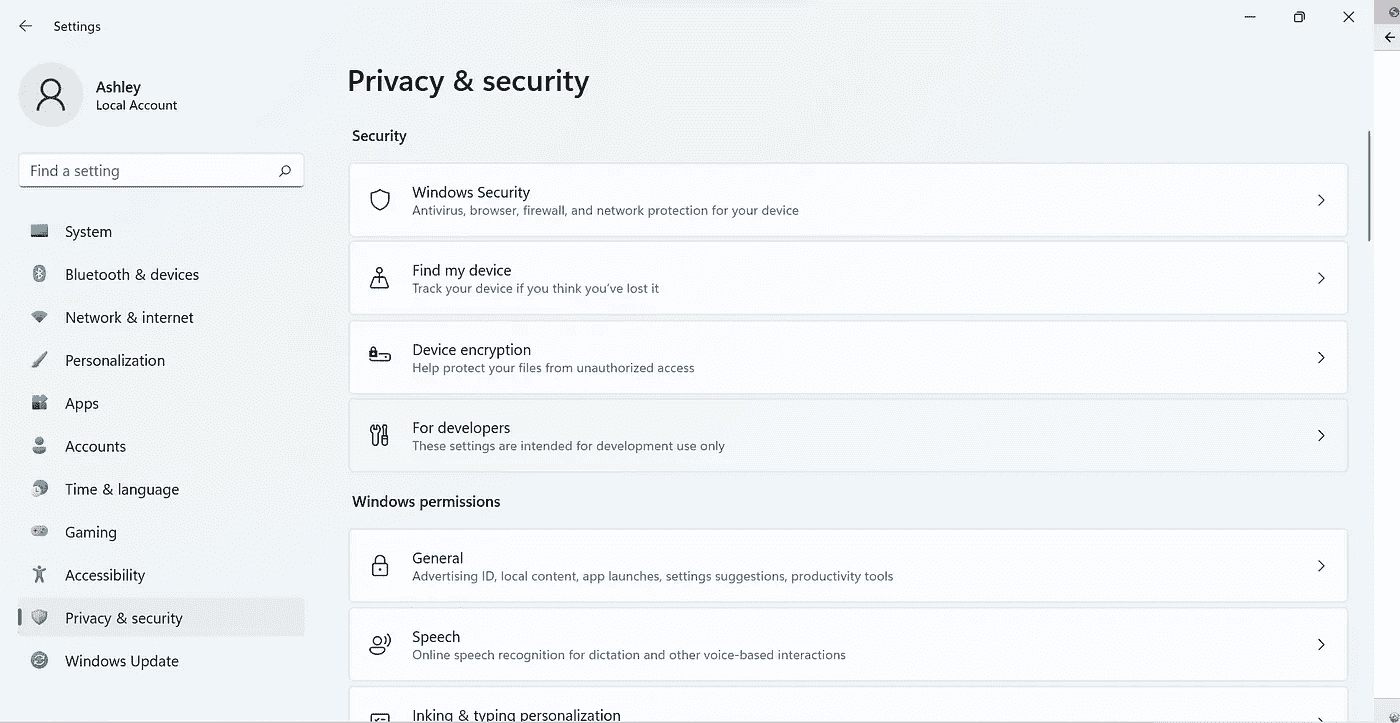 Settings
Ashley
Local Account
Find a setting
System
Bluetooth & devices
Network & internet
Personalization
Apps
Accounts
Time & language
Gaming
Accessibility
Privacy & security
Windows Update
Privacy & security
Security
Windows Security
Antivirus, browser, firewall, and network protection for your device
Find my device
Track your device if you think you've lost it
Device encryption
Help protect your files from unauthorized access
For developers
These settings are intended for development use only
Windows permissions
General
Advertising ID, local content, app launches, settings suggestions, productivity tools
Speech
Online speech recognition for dictation and other voice-based interactions
Inking & typing personalization